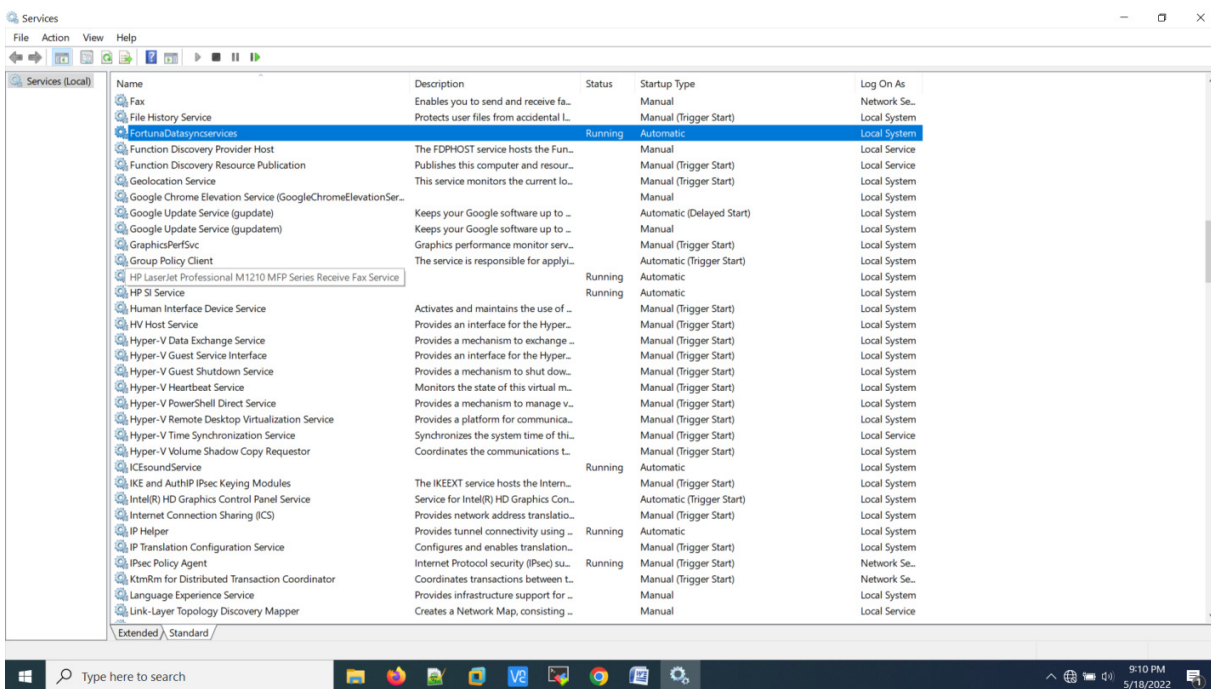 Services
File Action View Help
Services (Local)
Name Description Status Startup Type Log On As
Fax Enables you to send and receive fa... Manual Network Se...
File History Service Protects user files from accidental l... Manual (Trigger Start) Local System
FortunaDatasyncservices Running Automatic Local System
Function Discovery Provider Host The FDPHOST service hosts the Fun... Manual Local Service
Function Discovery Resource Publication Publishes this computer and resour... Manual (Trigger Start) Local Service
Geolocation Service This service monitors the current lo... Manual (Trigger Start) Local System
Google Chrome Elevation Service (GoogleChromeElevationSer... Manual Local System
Google Update Service (gupdate) Keeps your Google software up to ... Automatic (Delayed Start) Local System
Google Update Service (gupdatem) Keeps your Google software up to ... Manual Local System
GraphicsPerfSvc Graphics performance monitor serv... Manual (Trigger Start) Local System
Group Policy Client The service is responsible for applyi... Automatic (Trigger Start) Local System
HP LaserJet Professional M1210 MFP Series Receive Fax Service Running Automatic Local System
HP SI Service Running Automatic Local System
Human Interface Device Service Activates and maintains the use of ... Manual (Trigger Start) Local System
HV Host Service Provides an interface for the Hyper... Manual (Trigger Start) Local System
Hyper-V Data Exchange Service Provides a mechanism to exchange ... Manual (Trigger Start) Local System
Hyper-V Guest Service Interface Provides an interface for the Hyper... Manual (Trigger Start) Local System
Hyper-V Guest Shutdown Service Provides a mechanism to shut dow... Manual (Trigger Start) Local System
Hyper-V Heartbeat Service Monitors the state of this virtual m... Manual (Trigger Start) Local System
Hyper-V PowerShell Direct Service Provides a mechanism to manage v... Manual (Trigger Start) Local System
Hyper-V Remote Desktop Virtualization Service Provides a platform for communica... Manual (Trigger Start) Local System
Hyper-V Time Synchronization Service Synchronizes the system time of thi... Manual (Trigger Start) Local Service
Hyper-V Volume Shadow Copy Requestor Coordinates the communications t... Manual (Trigger Start) Local System
ICEsoundService Running Automatic Local System
IKE and AuthIP IPsec Keying Modules The IKEEXT service hosts the Intern... Manual (Trigger Start) Local System
Intel(R) HD Graphics Control Panel Service Service for Intel(R) HD Graphics Con... Automatic (Trigger Start) Local System
Internet Connection Sharing (ICS) Provides network address translatio... Manual (Trigger Start) Local System
IP Helper Provides tunnel connectivity using ... Running Automatic Local System
IP Translation Configuration Service Configures and enables translation... Manual (Trigger Start) Local System
IPsec Policy Agent Internet Protocol security (IPsec) su... Running Manual (Trigger Start) Network Se...
KtmRm for Distributed Transaction Coordinator Coordinates transactions between t... Manual (Trigger Start) Network Se...
Language Experience Service Provides infrastructure support for ... Manual Local System
Link-Layer Topology Discovery Mapper Creates a Network Map, consisting ... Manual Local Service
Extended Standard
Type here to search
9:10 PM
5/18/2022